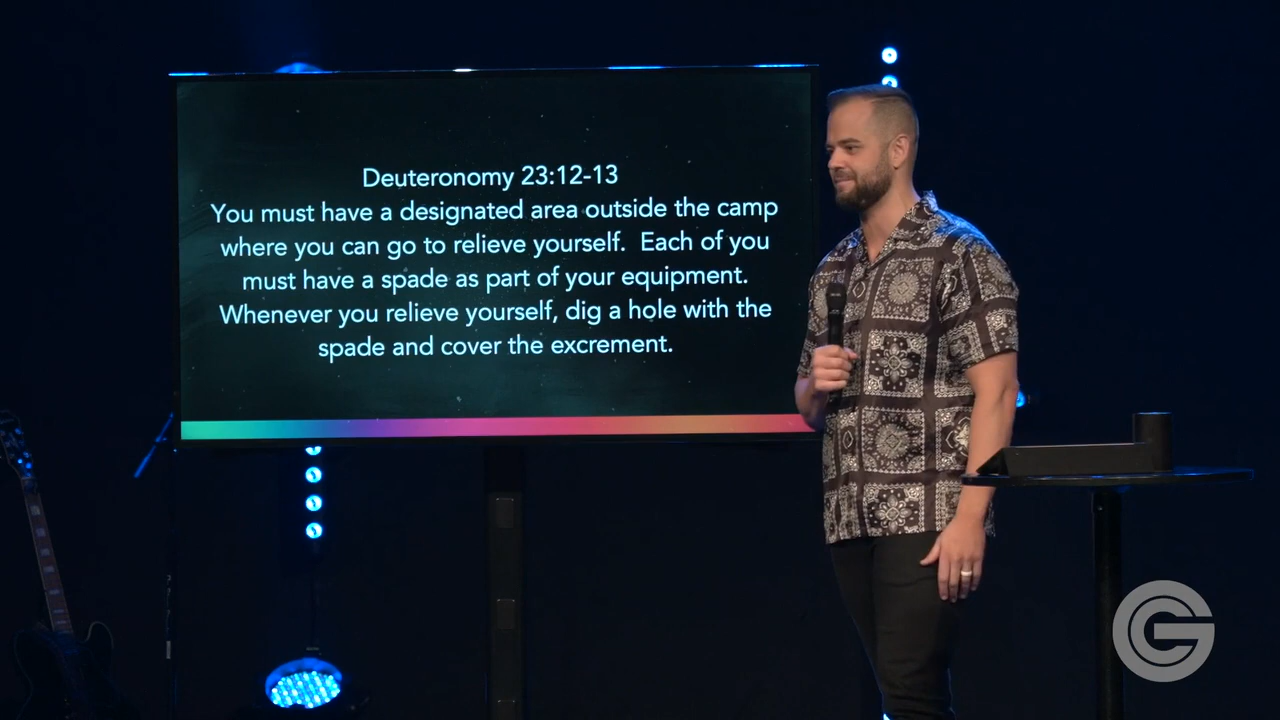 Deuteronomy 23:12-13
You must have a designated area outside the camp
where you can go to relieve yourself.  Each of you
must have a spade as part of your equipment.
Whenever you relieve yourself, dig a hole with the
spade and cover the excrement.